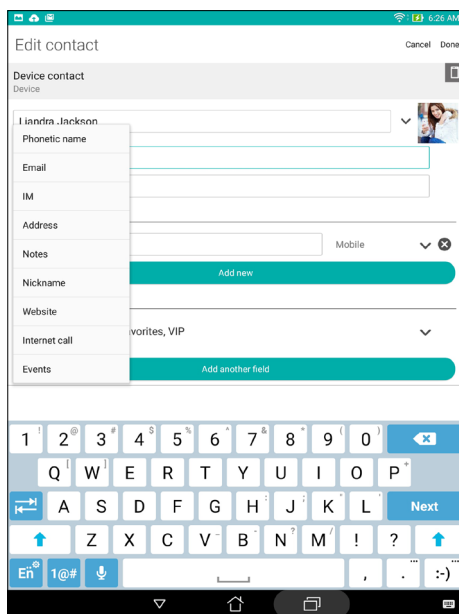 6:26 AM
Edit contact
Cancel Done
Device contact
Device
Liandra Jackson
Phonetic name
Email
IM
Address
Notes
Mobile
Add new
Nickname
Website
vorites, VIP
Internet call
Events
Add another field
1 ! 2 @ 3 # 4 $ 5 % 6 ^ 7 & 8 * 9 ( 0 )
Q [ W ] E R T Y U I O P +
A S D F G H : J ; K " L ' Next
Z X C V - B - N ? M / ! ?
En 1@# , . ... :-) ...